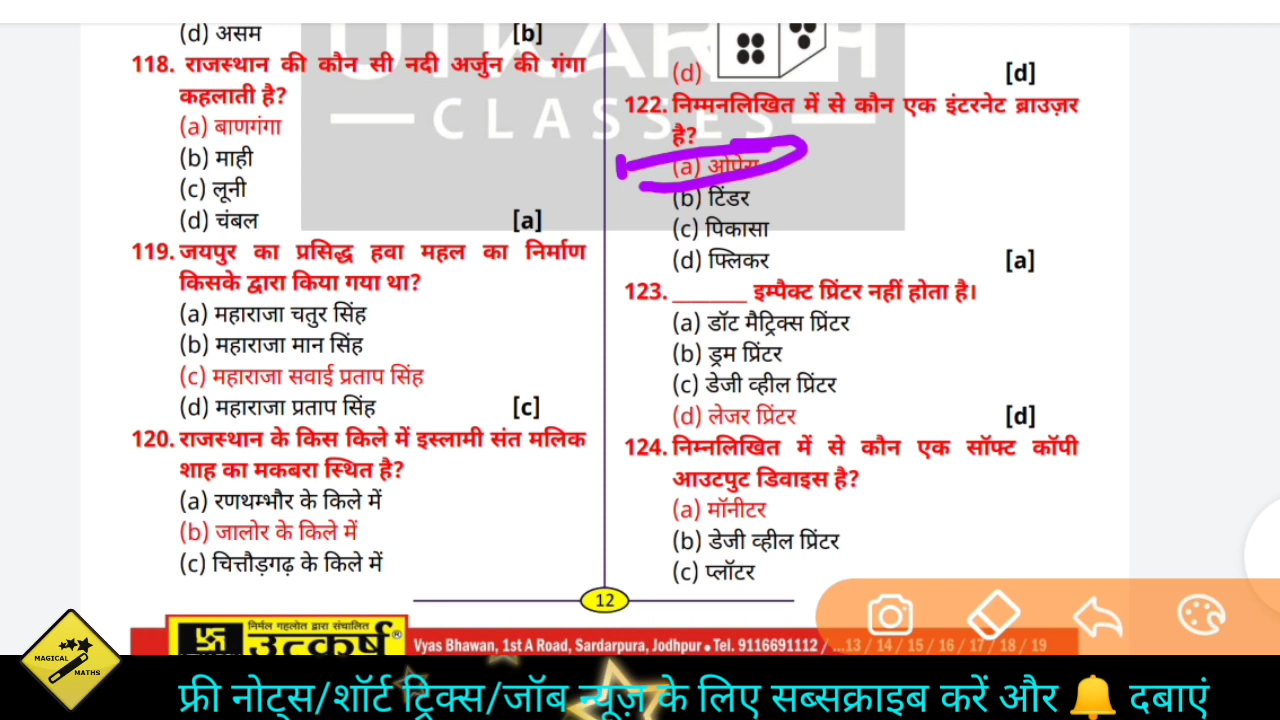 (d) असम [b]
118. राजस्थान की कौन सी नदी अर्जुन की गंगा
कहलाती है?
(a) बाणगंगा
(b) माही
(c) लूनी
(d) चंबल [a]
119. जयपुर का प्रसिद्ध हवा महल का निर्माण
किसके द्वारा किया गया था?
(a) महाराजा चतुर सिंह
(b) महाराजा मान सिंह
(c) महाराजा सवाई प्रताप सिंह
(d) महाराजा प्रताप सिंह [c]
120. राजस्थान के किस किले में इस्लामी संत मलिक
शाह का मकबरा स्थित है?
(a) रणथम्भौर के किले में
(b) जालोर के किले में
(c) चित्तौड़गढ़ के किले में
(d) [d]
122. निम्मनलिखित में से कौन एक इंटरनेट ब्राउज़र
है?
(a) ओपेरा
(b) टिंडर
(c) पिकासा
(d) फ्लिकर [a]
123. ______ इम्पैक्ट प्रिंटर नहीं होता है।
(a) डॉट मैट्रिक्स प्रिंटर
(b) ड्रम प्रिंटर
(c) डेजी व्हील प्रिंटर
(d) लेजर प्रिंटर [d]
124. निम्नलिखित में से कौन एक सॉफ्ट कॉपी
आउटपुट डिवाइस है?
(a) मॉनीटर
(b) डेजी व्हील प्रिंटर
(c) प्लॉटर
UTKARSH
CLASSES
12
निर्मल गहलोत द्वारा संचालित
उत्कर्ष®
Vyas Bhawan, 1st A Road, Sardarpura, Jodhpur • Tel. 9116691112 / ...13 / 14 / 15 / 16 / 17 / 18 / 19
MAGICAL
MATHS
फ्री नोट्स/शॉर्ट ट्रिक्स/जॉब न्यूज़ के लिए सब्सक्राइब करें और दबाएं